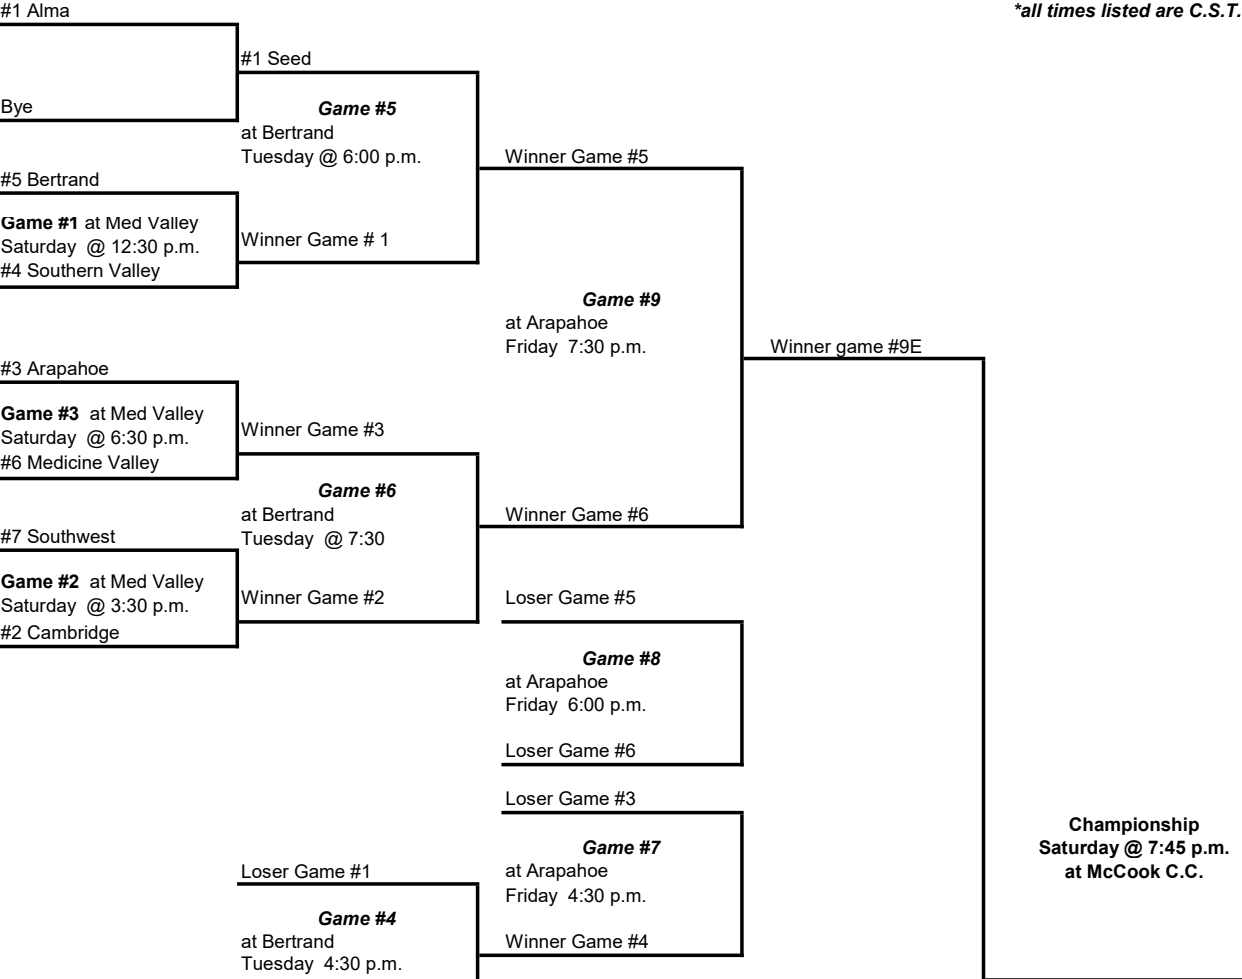 #1 Alma
*all times listed are C.S.T.
#1 Seed
Bye
Game #5
at Bertrand
Tuesday @ 6:00 p.m.
Winner Game #5
#5 Bertrand
Game #1 at Med Valley
Saturday @ 12:30 p.m.
#4 Southern Valley
Winner Game # 1
Game #9
at Arapahoe
Friday 7:30 p.m.
Winner game #9E
#3 Arapahoe
Game #3 at Med Valley
Saturday @ 6:30 p.m.
#6 Medicine Valley
Winner Game #3
Game #6
at Bertrand
Tuesday @ 7:30
Winner Game #6
#7 Southwest
Game #2 at Med Valley
Saturday @ 3:30 p.m.
#2 Cambridge
Winner Game #2
Loser Game #5
Game #8
at Arapahoe
Friday 6:00 p.m.
Loser Game #6
Loser Game #3
Game #7
at Arapahoe
Friday 4:30 p.m.
Winner Game #4
Championship
Saturday @ 7:45 p.m.
at McCook C.C.
Loser Game #1
Game #4
at Bertrand
Tuesday 4:30 p.m.